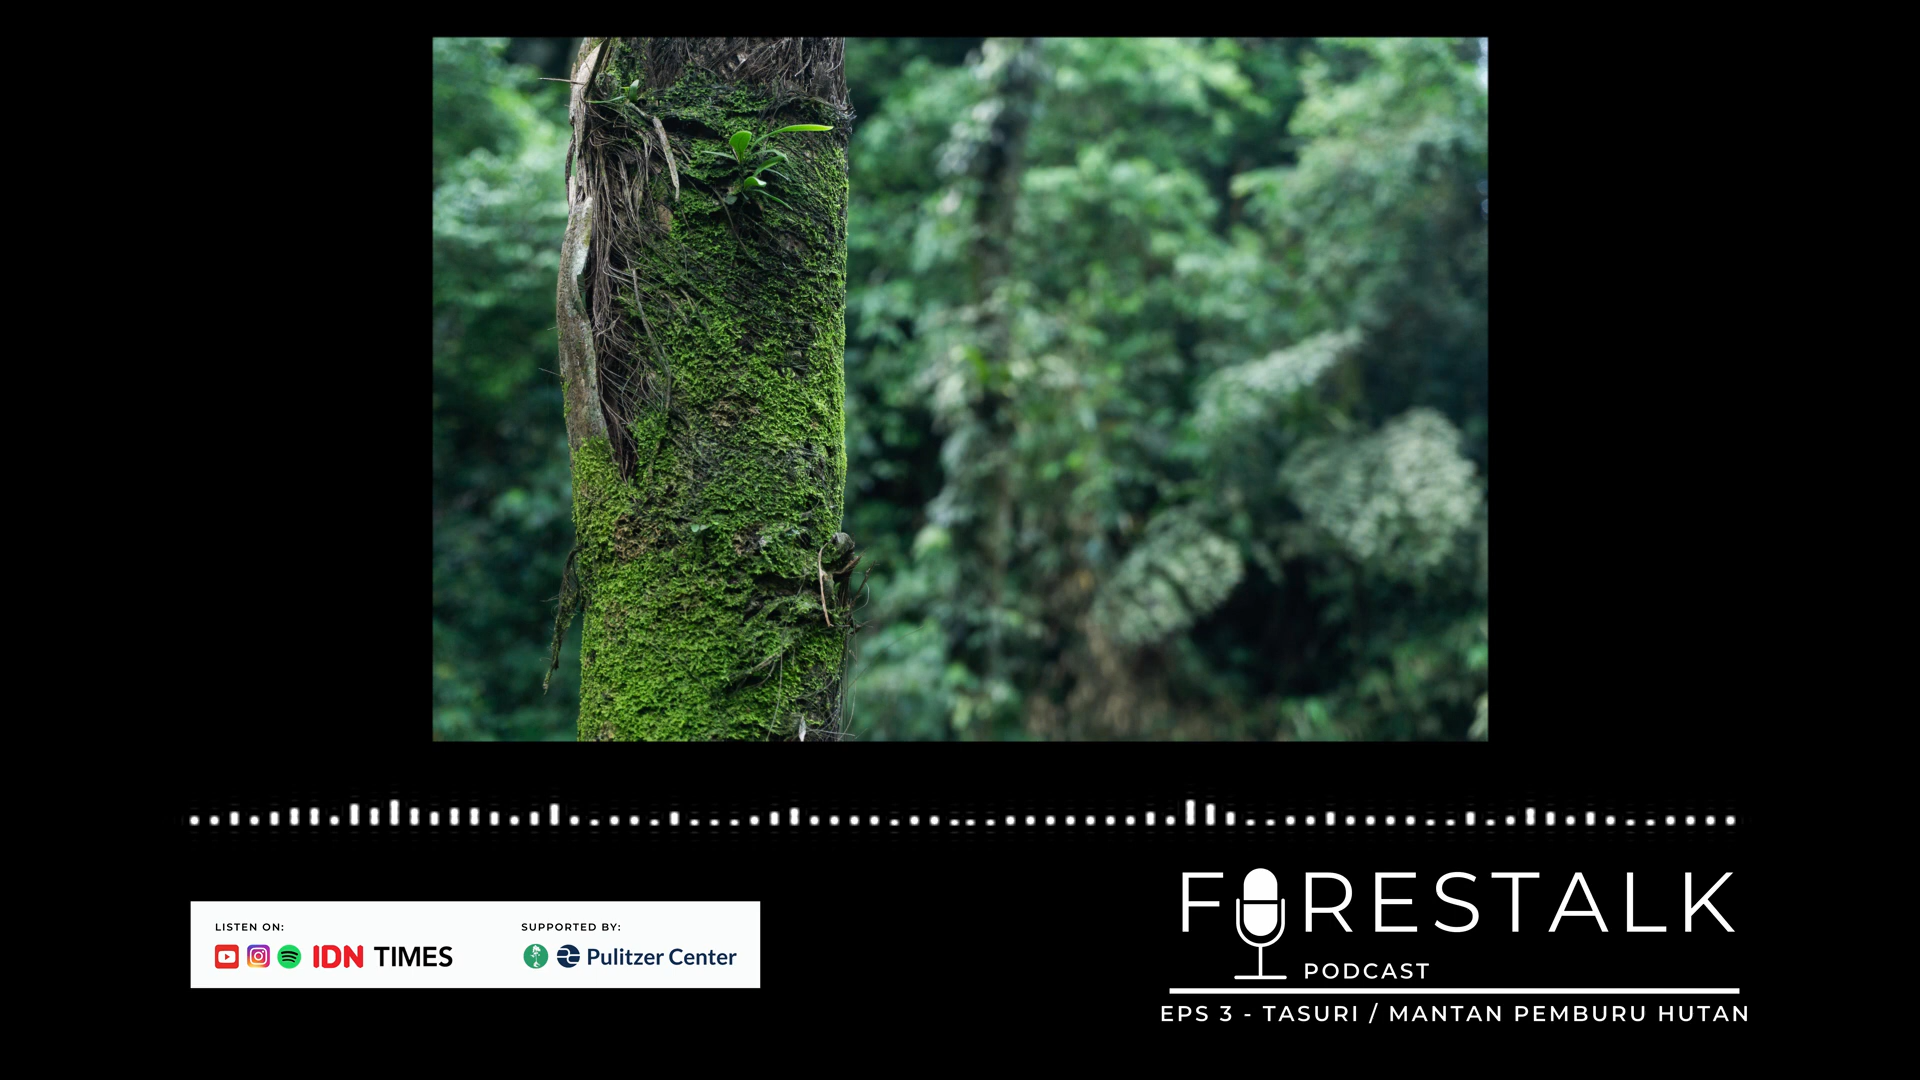 LISTEN ON:
IDN TIMES
SUPPORTED BY:
Pulitzer Center
FORESTALK
PODCAST
EPS 3 - TASURI / MANTAN PEMBURU HUTAN